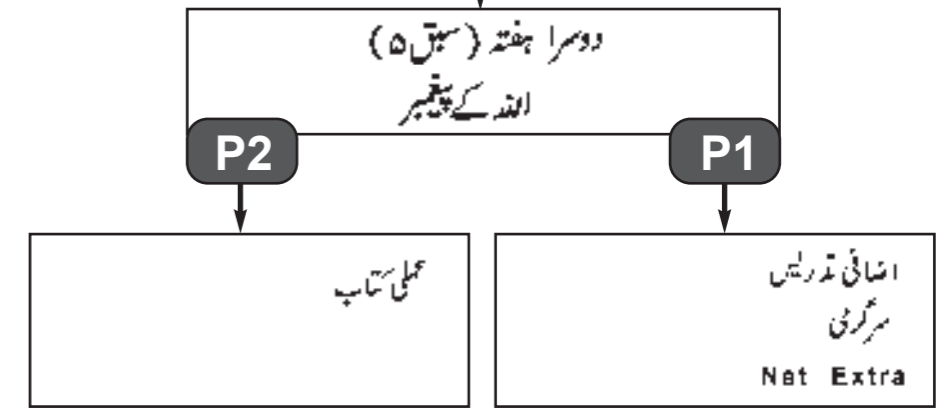 دوسرا ہفتہ (سبق ۵)
اللہ کے پیغمبر
P1
P2
اضافی تدریس
سرگرمی
Net Extra
عملی کتاب